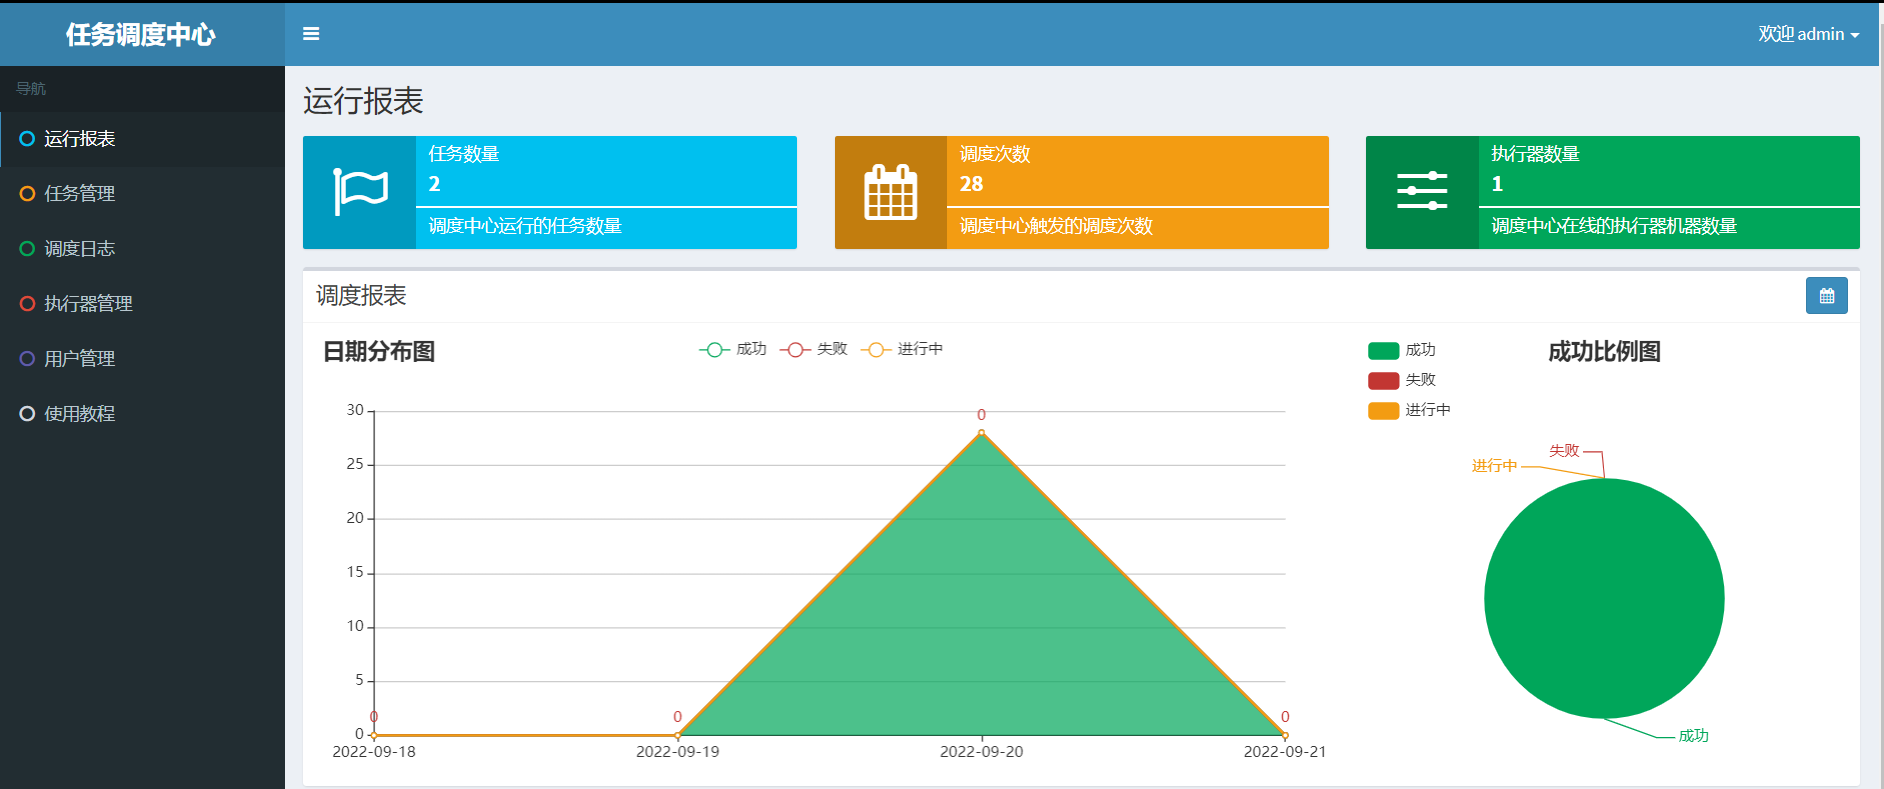 任务调度中心
欢迎 admin
导航
运行报表
任务管理
调度日志
执行器管理
用户管理
使用教程
运行报表
任务数量
2
调度中心运行的任务数量
调度次数
28
调度中心触发的调度次数
执行器数量
1
调度中心在线的执行器机器数量
调度报表
日期分布图
成功 失败 进行中
30
25
20
15
10
5
0
0
0
0
0
2022-09-18
2022-09-19
2022-09-20
2022-09-21
成功
失败
进行中
成功比例图
失败
进行中
成功